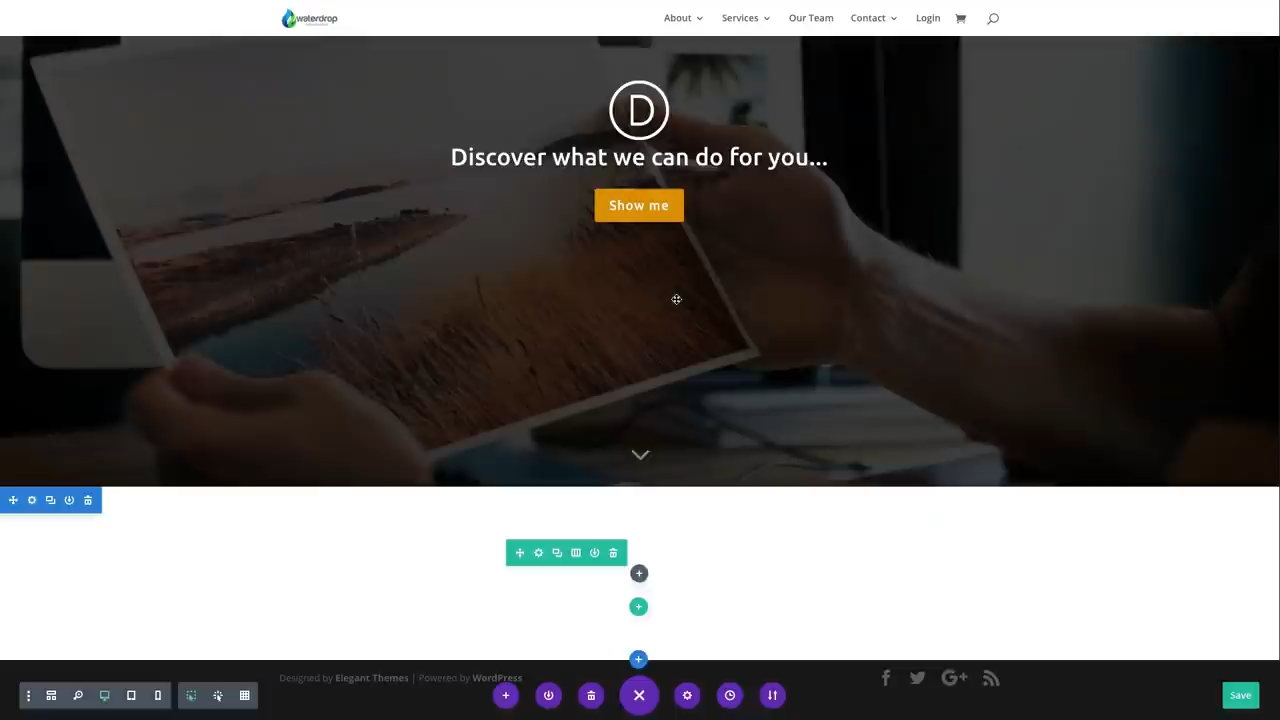 waterdrop
About
Services
Our Team
Contact
Login
D
Discover what we can do for you...
Show me
Designed by Elegant Themes | Powered by WordPress
Save